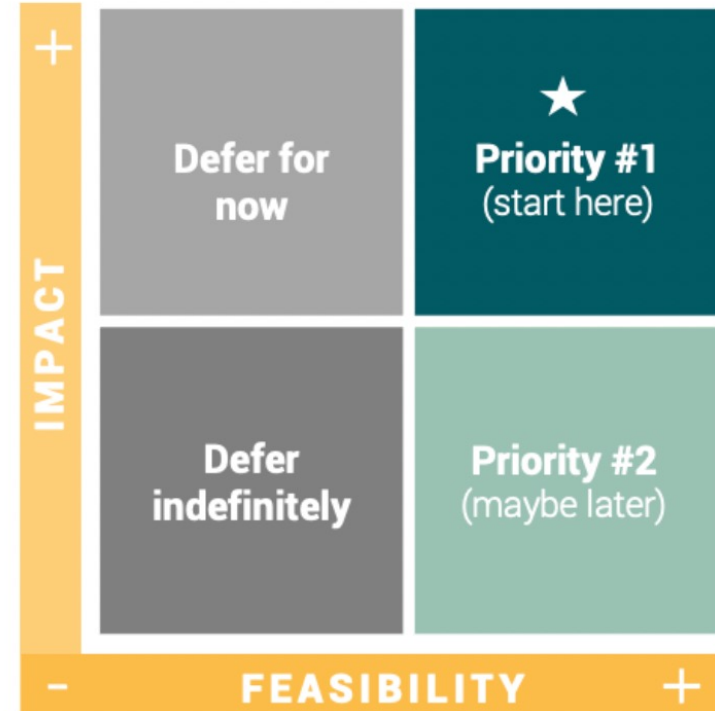 +
Defer for
now
★
Priority #1
(start here)
IMPACT
Defer
indefinitely
Priority #2
(maybe later)
- FEASIBILITY +